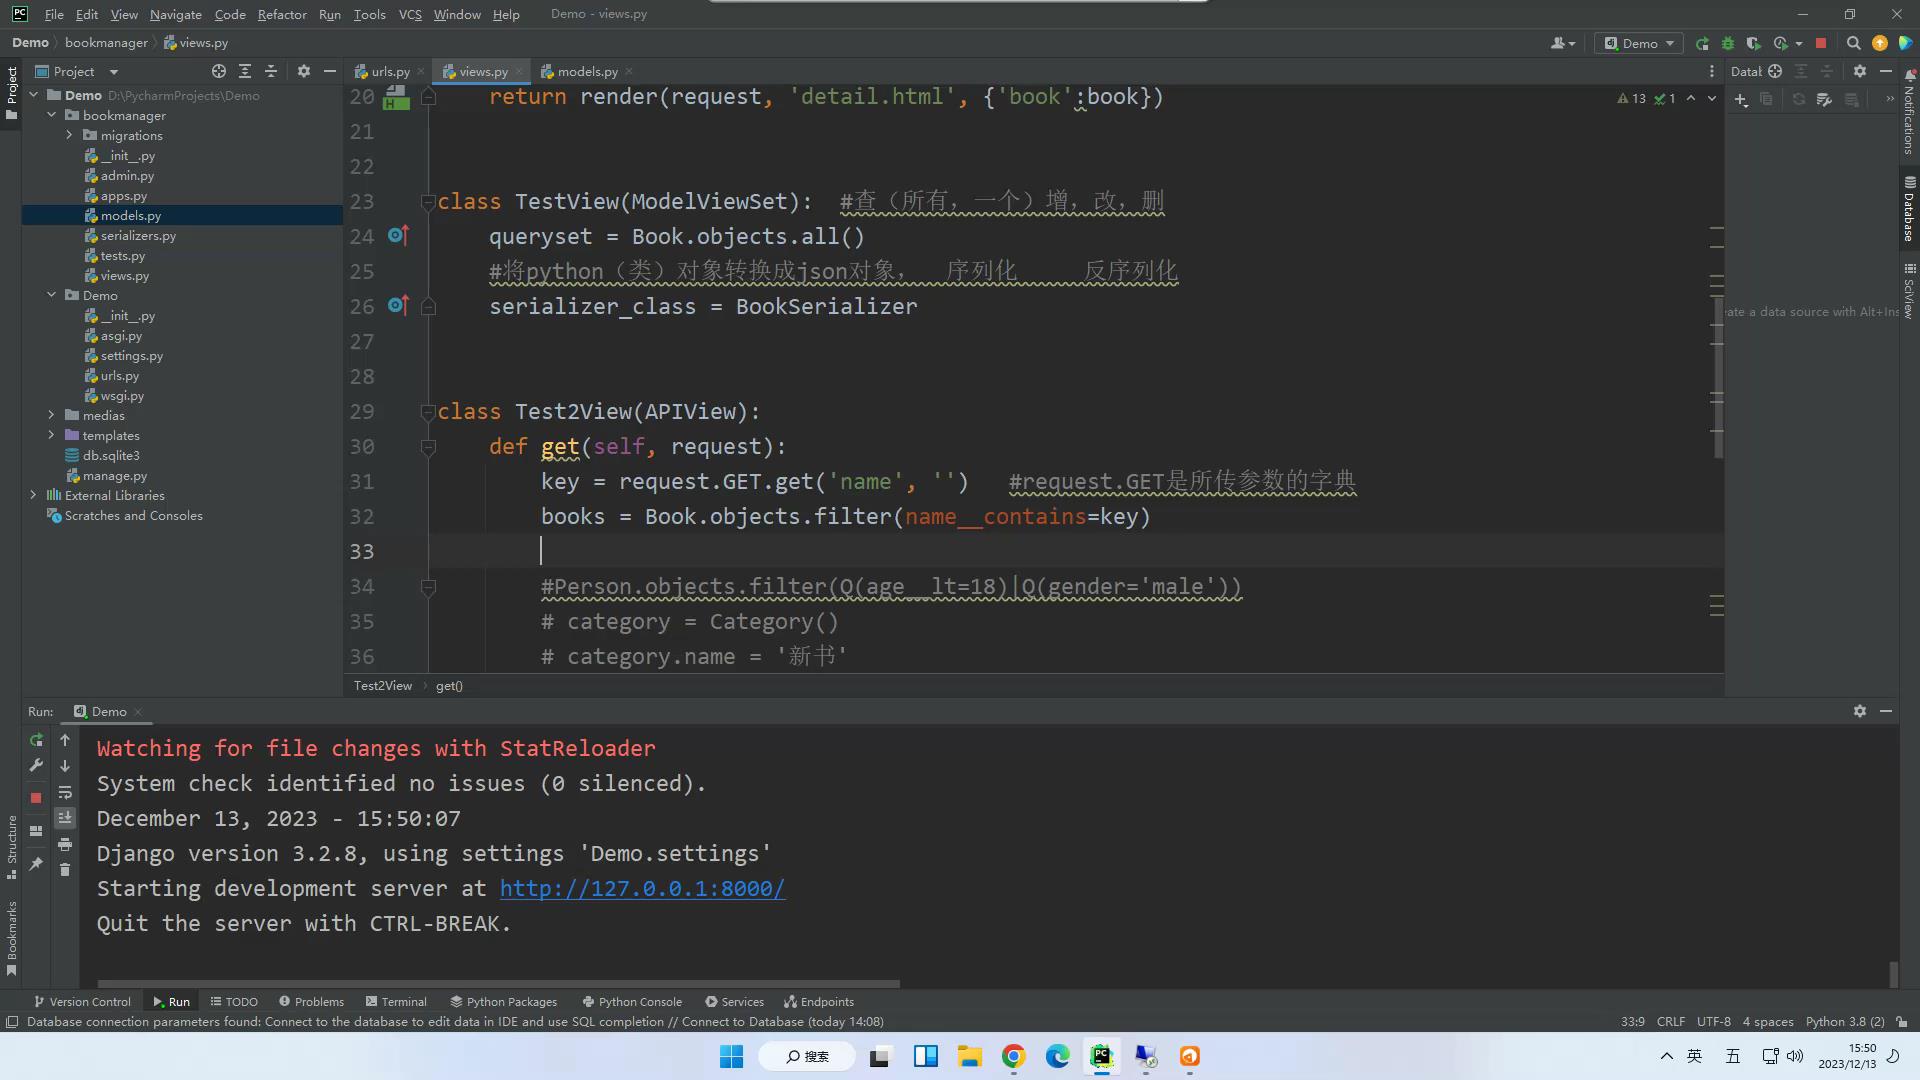 File Edit View Navigate Code Refactor Run Tools VCS Window Help Demo - views.py
Demo bookmanager views.py Demo
Project
urls.py views.py models.py
Demo D:\PycharmProjects\Demo
bookmanager
migrations
__init__.py
admin.py
apps.py
models.py
serializers.py
tests.py
views.py
Demo
__init__.py
asgi.py
settings.py
urls.py
wsgi.py
medias
templates
db.sqlite3
manage.py
External Libraries
Scratches and Consoles
20 return render(request, 'detail.html', {'book':book})
21
22
23 class TestView(ModelViewSet): #查（所有，一个）增，改，删
24 queryset = Book.objects.all()
25 #将python（类）对象转换成json对象， 序列化 反序列化
26 serializer_class = BookSerializer
27
28
29 class Test2View(APIView):
30 def get(self, request):
31 key = request.GET.get('name', '') #request.GET是所传参数的字典
32 books = Book.objects.filter(name__contains=key)
33
34 #Person.objects.filter(Q(age__lt=18)|Q(gender='male'))
35 # category = Category()
36 # category.name = '新书'
13 1
Test2View get()
Datal
eate a data source with Alt+Ins
Project
Structure
Bookmarks
Notifications
Database
SciView
Run: Demo
Watching for file changes with StatReloader
System check identified no issues (0 silenced).
December 13, 2023 - 15:50:07
Django version 3.2.8, using settings 'Demo.settings'
Starting development server at http://127.0.0.1:8000/
Quit the server with CTRL-BREAK.
Version Control Run TODO Problems Terminal Python Packages Python Console Services Endpoints
Database connection parameters found: Connect to the database to edit data in IDE and use SQL completion // Connect to Database (today 14:08) 33:9 CRLF UTF-8 4 spaces Python 3.8 (2)
搜索
英 五
15:50
2023/12/13